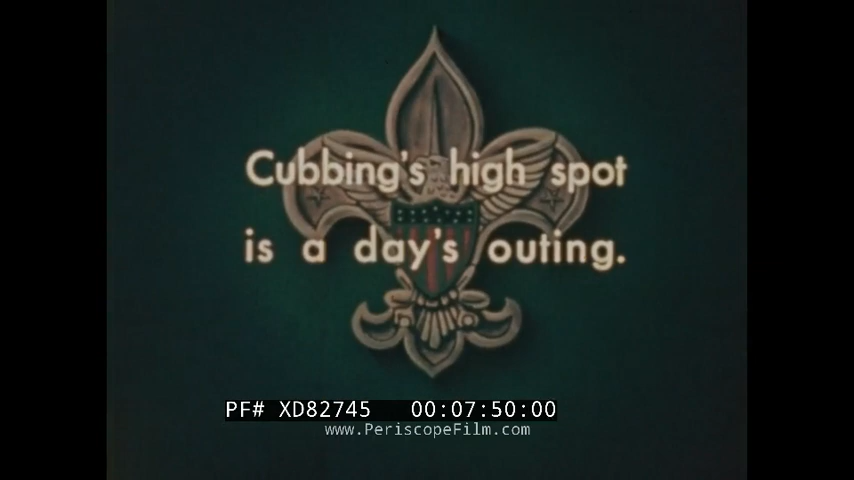 Cubbing's high spot
is a day's outing.
PF# XD82745 00:07:50:00
www.PeriscopeFilm.com